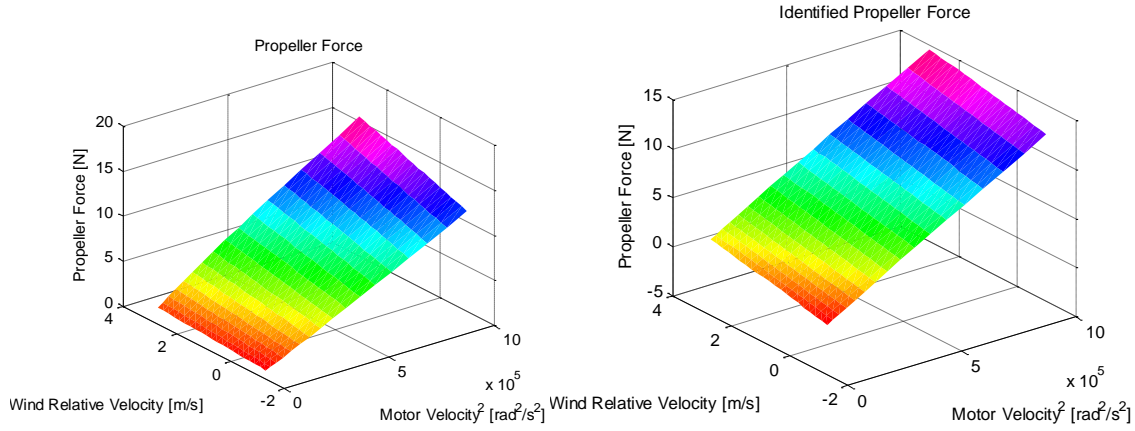 Propeller Force
Propeller Force [N]
20
15
10
5
0
4
2
0
-2
0
5
10
x 10^5
Wind Relative Velocity [m/s]
Motor Velocity^2 [rad^2/s^2]
Identified Propeller Force
Propeller Force [N]
15
10
5
0
-5
4
2
0
-2
0
5
10
x 10^5
Wind Relative Velocity [m/s]
Motor Velocity^2 [rad^2/s^2]